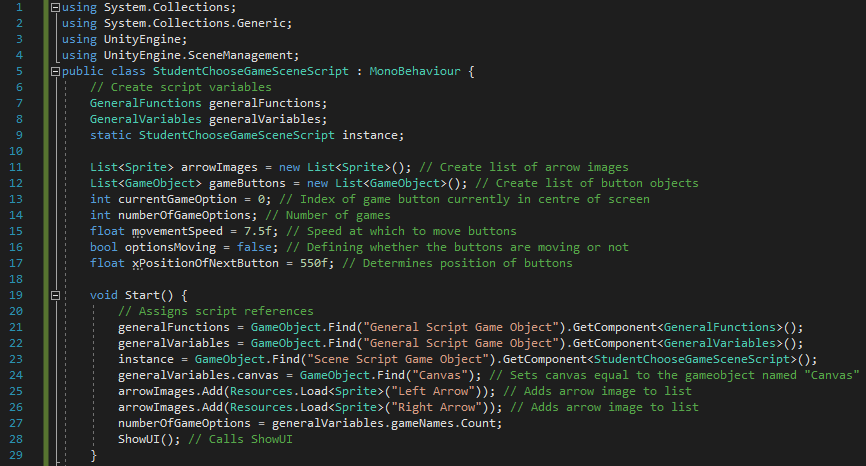 1 using System.Collections;
2 using System.Collections.Generic;
3 using UnityEngine;
4 using UnityEngine.SceneManagement;
5 public class StudentChooseGameSceneScript : MonoBehaviour {
6 // Create script variables
7 GeneralFunctions generalFunctions;
8 GeneralVariables generalVariables;
9 static StudentChooseGameSceneScript instance;
10
11 List<Sprite> arrowImages = new List<Sprite>(); // Create list of arrow images
12 List<GameObject> gameButtons = new List<GameObject>(); // Create list of button objects
13 int currentGameOption = 0; // Index of game button currently in centre of screen
14 int numberOfGameOptions; // Number of games
15 float movementSpeed = 7.5f; // Speed at which to move buttons
16 bool optionsMoving = false; // Defining whether the buttons are moving or not
17 float xPositionOfNextButton = 550f; // Determines position of buttons
18
19 void Start() {
20 // Assigns script references
21 generalFunctions = GameObject.Find("General Script Game Object").GetComponent<GeneralFunctions>();
22 generalVariables = GameObject.Find("General Script Game Object").GetComponent<GeneralVariables>();
23 instance = GameObject.Find("Scene Script Game Object").GetComponent<StudentChooseGameSceneScript>();
24 generalVariables.canvas = GameObject.Find("Canvas"); // Sets canvas equal to the gameobject named "Canvas"
25 arrowImages.Add(Resources.Load<Sprite>("Left Arrow")); // Adds arrow image to list
26 arrowImages.Add(Resources.Load<Sprite>("Right Arrow")); // Adds arrow image to list
27 numberOfGameOptions = generalVariables.gameNames.Count;
28 ShowUI(); // Calls ShowUI
29 }